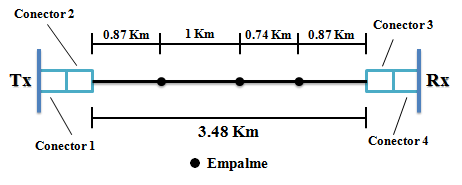 Conector 2
0.87 Km 1 Km 0.74 Km 0.87 Km
Conector 3
Tx
Rx
Conector 1
3.48 Km
Conector 4
Empalme